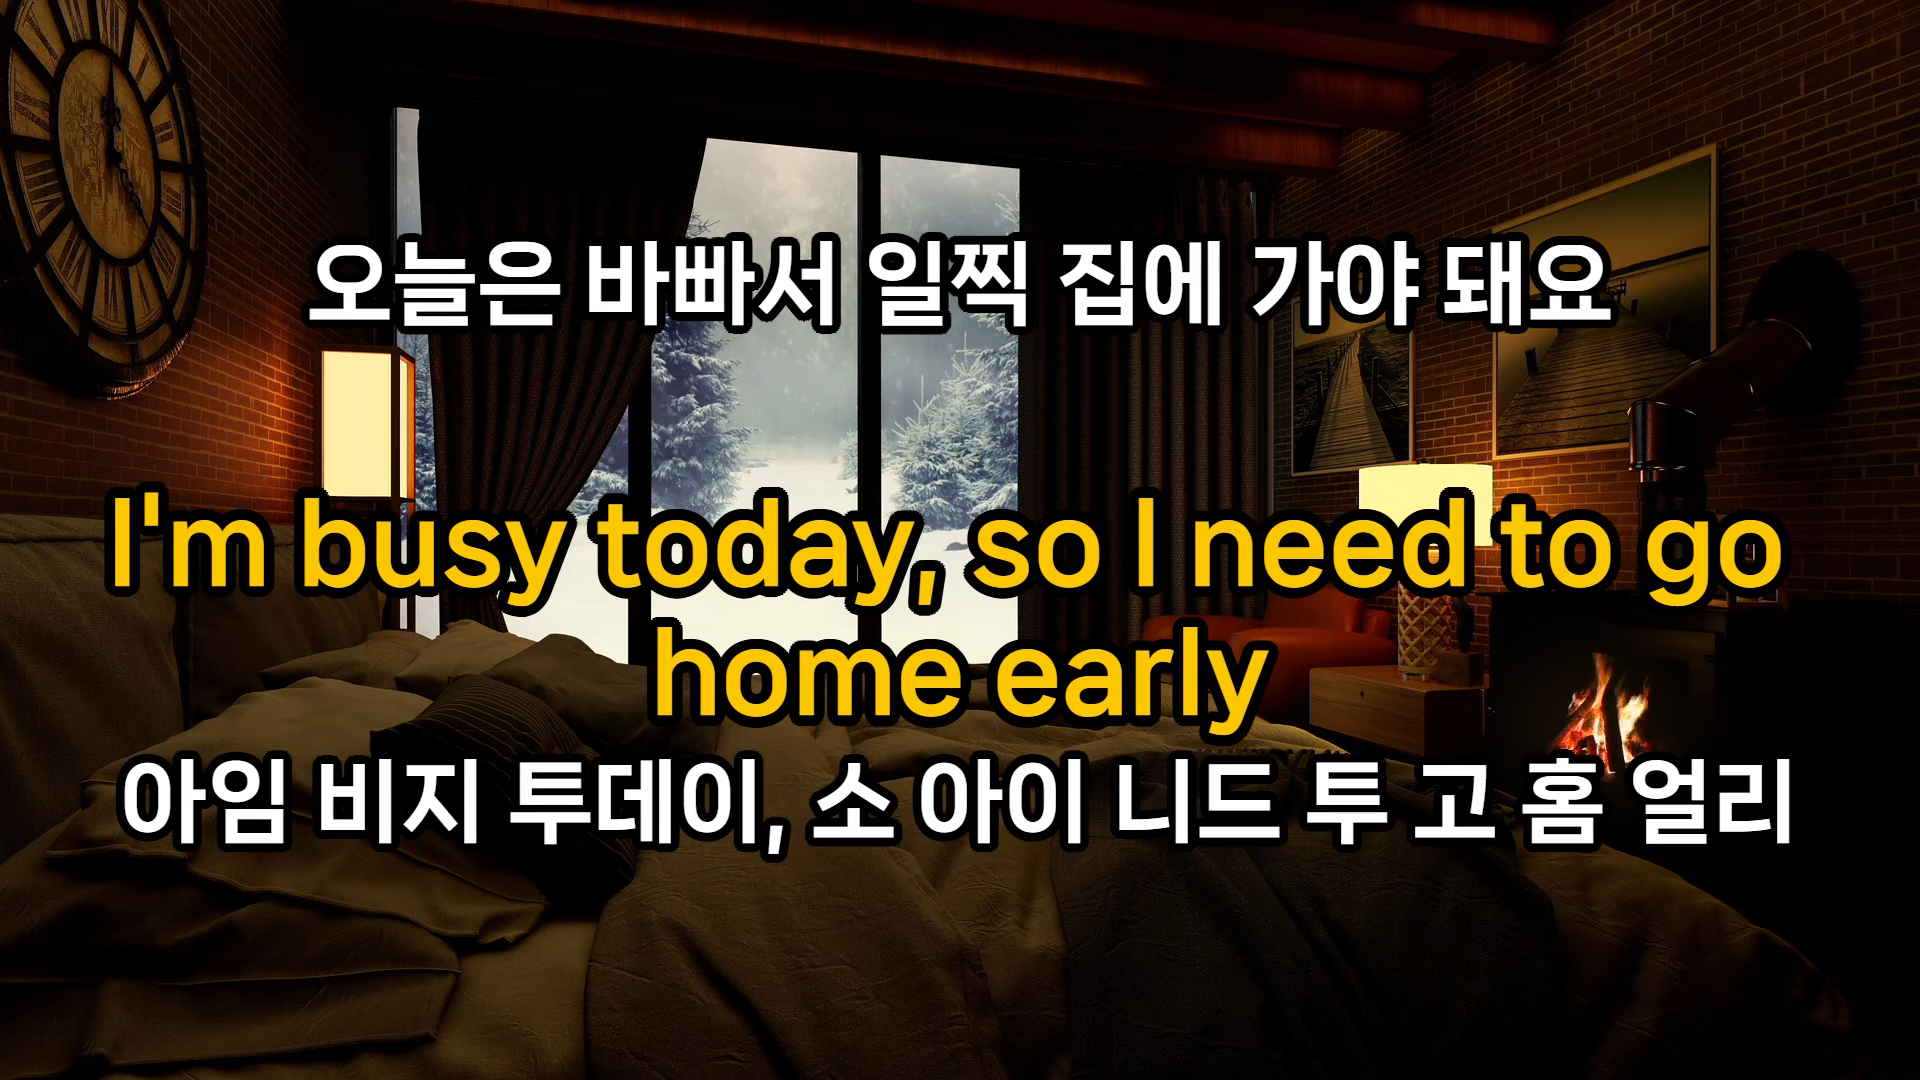 오늘은 바빠서 일찍 집에 가야 돼요
I'm busy today, so I need to go
home early
아임 비지 투데이, 소 아이 니드 투 고 홈 얼리